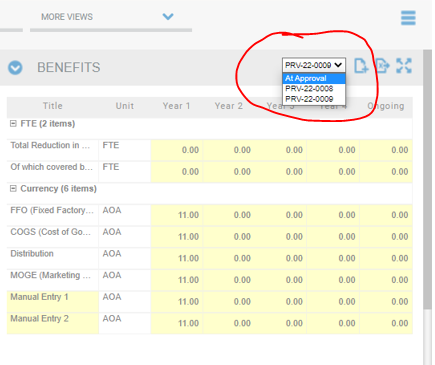 MORE VIEWS
BENEFITS
PRV-22-0009
At Approval
PRV-22-0008
PRV-22-0009
Title Unit Year 1 Year 2 Year 3 Ongoing
FTE (2 items)
Total Reduction in ... FTE 0.00 0.00 0.00 0.00 0.00
Of which covered b... FTE 0.00 0.00 0.00 0.00 0.00
Currency (6 items)
FFO (Fixed Factory... AOA 11.00 0.00 0.00 0.00 0.00
COGS (Cost of Go... AOA 11.00 0.00 0.00 0.00 0.00
Distribution AOA 11.00 0.00 0.00 0.00 0.00
MOGE (Marketing ... AOA 11.00 0.00 0.00 0.00 0.00
Manual Entry 1 AOA 11.00 0.00 0.00 0.00 0.00
Manual Entry 2 AOA 11.00 0.00 0.00 0.00 0.00